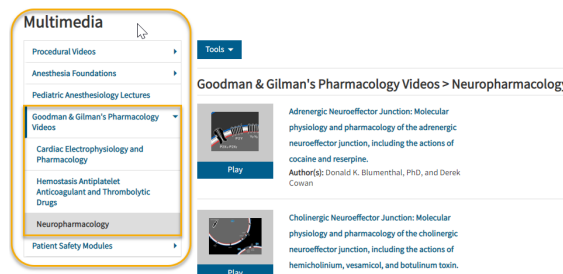 Multimedia
Procedural Videos
Anesthesia Foundations
Pediatric Anesthesiology Lectures
Goodman & Gilman's Pharmacology
Videos
Cardiac Electrophysiology and
Pharmacology
Hemostasis Antiplatelet
Anticoagulant and Thrombolytic
Drugs
Neuropharmacology
Patient Safety Modules
Tools
Goodman & Gilman's Pharmacology Videos > Neuropharmacology
Adrenergic Neuroeffector Junction: Molecular
physiology and pharmacology of the adrenergic
neuroeffector junction, including the actions of
cocaine and reserpine.
Author(s): Donald K. Blumenthal, PhD, and Derek
Cowan
Play
Cholinergic Neuroeffector Junction: Molecular
physiology and pharmacology of the cholinergic
neuroeffector junction, including the actions of
hemicholinium, vesamicol, and botulinum toxin.
Play